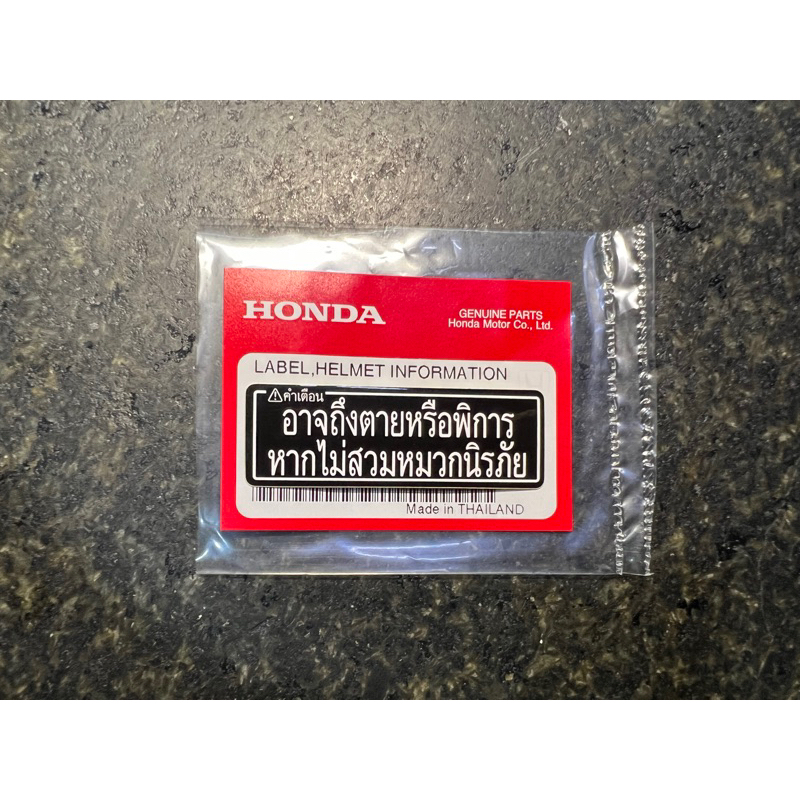 HONDA
GENUINE PARTS
Honda Motor Co., Ltd.
LABEL,HELMET INFORMATION
⚠คำเตือน
อาจถึงตายหรือพิการ
หากไม่สวมหมวกนิรภัย
Made in THAILAND